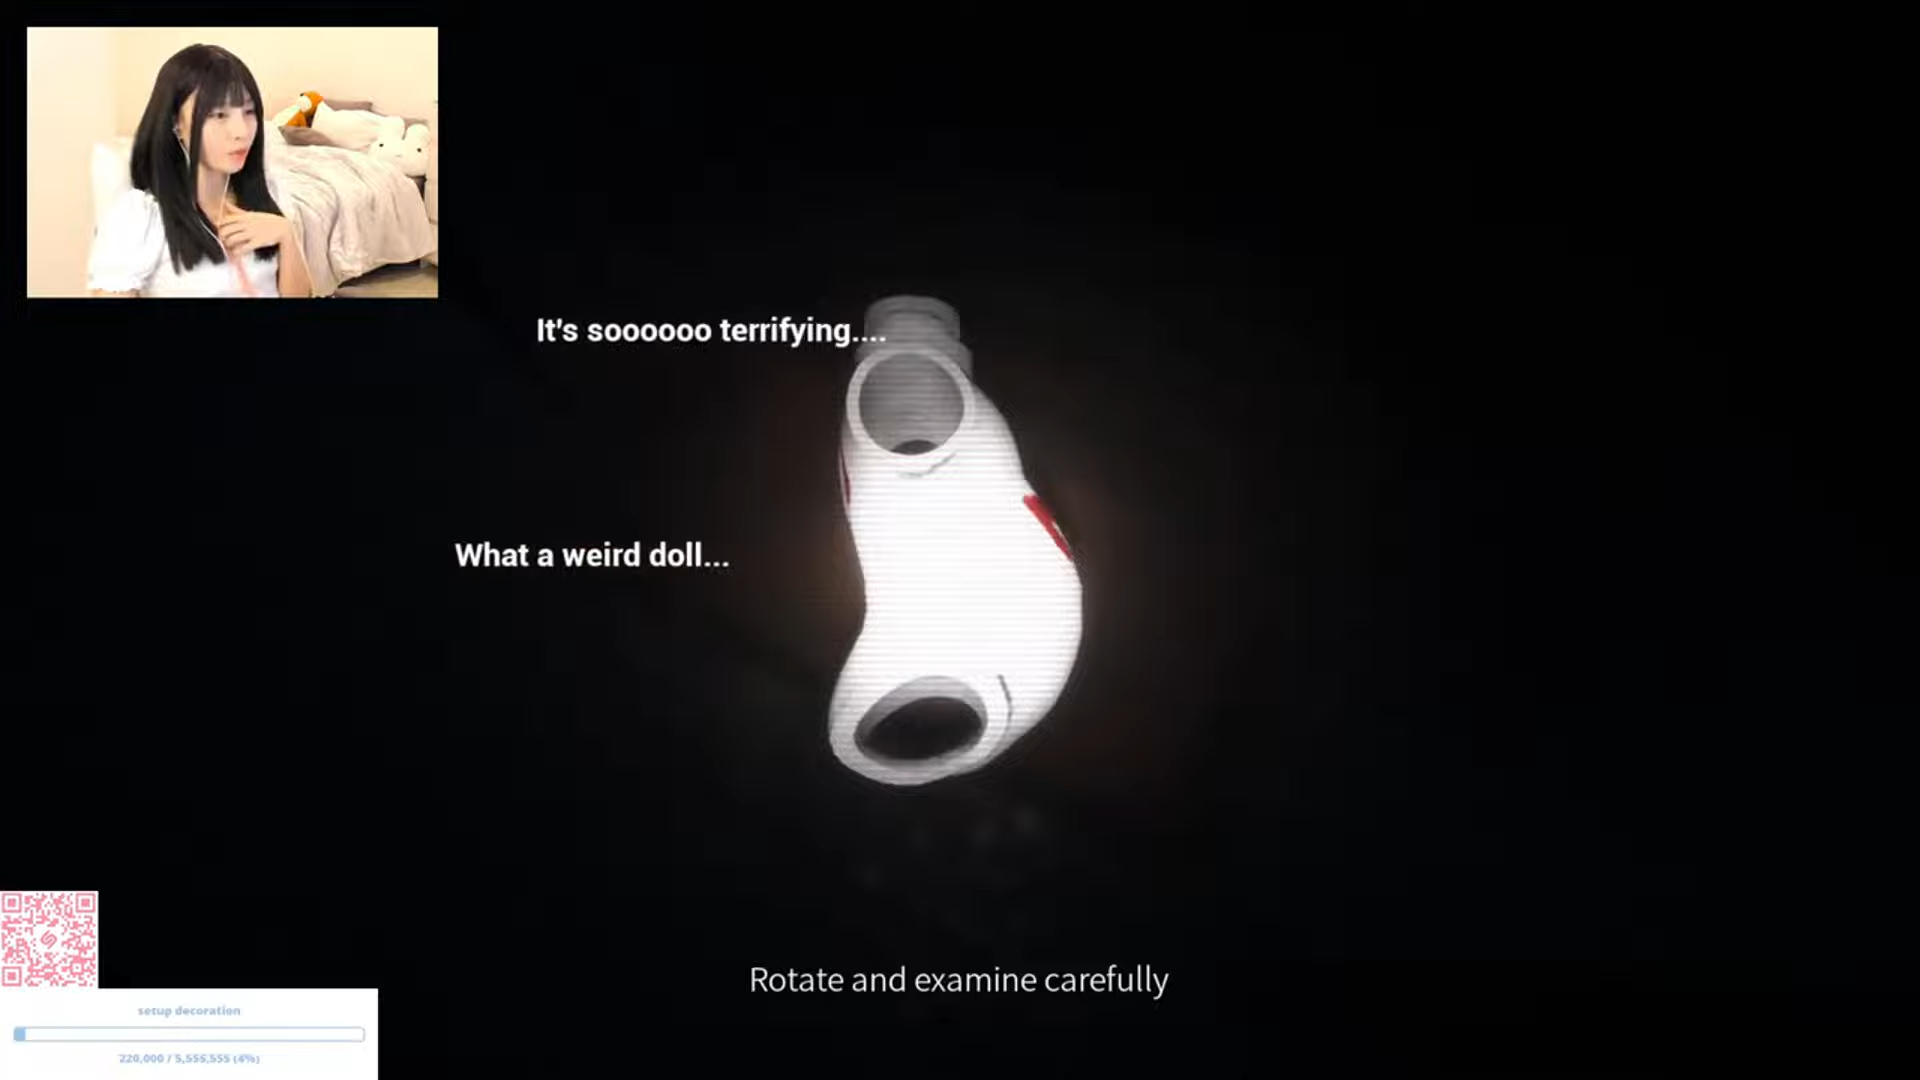 It's soooooo terrifying....
What a weird doll...
Rotate and examine carefully
setup decoration
220,000 / 5,555,555 (4%)